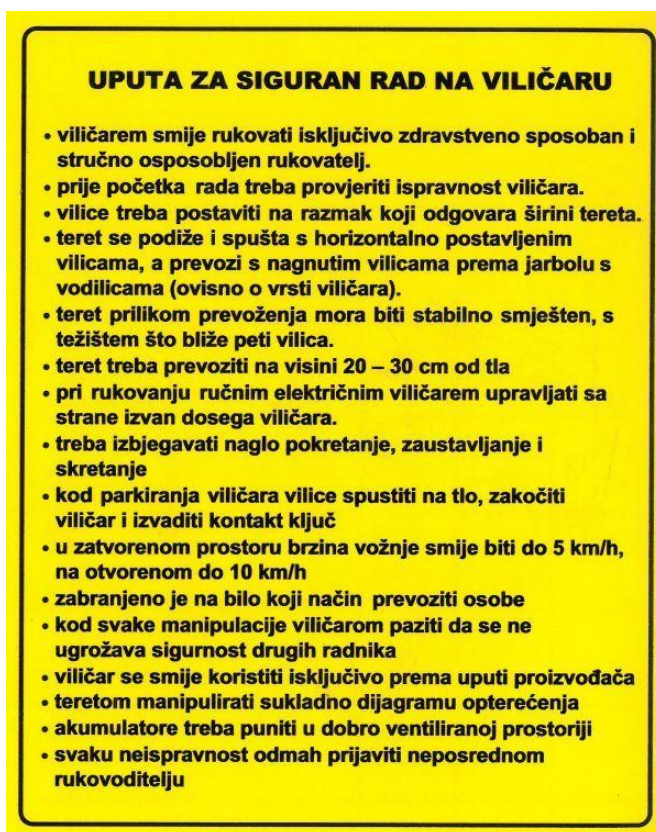 UPUTA ZA SIGURAN RAD NA VILIČARU
• viličarem smije rukovati isključivo zdravstveno sposoban i
stručno osposobljen rukovatelj.
• prije početka rada treba provjeriti ispravnost viličara.
• vilice treba postaviti na razmak koji odgovara širini tereta.
• teret se podiže i spušta s horizontalno postavljenim
vilicama, a prevozi s nagnutim vilicama prema jarbolu s
vodilicama (ovisno o vrsti viličara).
• teret prilikom prevoženja mora biti stabilno smješten, s
težištem što bliže peti vilica.
• teret treba prevoziti na visini 20 – 30 cm od tla
• pri rukovanju ručnim električnim viličarem upravljati sa
strane izvan dosega viličara.
• treba izbjegavati naglo pokretanje, zaustavljanje i
skretanje
• kod parkiranja viličara vilice spustiti na tlo, zakočiti
viličar i izvaditi kontakt ključ
• u zatvorenom prostoru brzina vožnje smije biti do 5 km/h,
na otvorenom do 10 km/h
• zabranjeno je na bilo koji način prevoziti osobe
• kod svake manipulacije viličarom paziti da se ne
ugrožava sigurnost drugih radnika
• viličar se smije koristiti isključivo prema uputi proizvođača
• teretom manipulirati sukladno dijagramu opterećenja
• akumulatore treba puniti u dobro ventiliranoj prostoriji
• svaku neispravnost odmah prijaviti neposrednom
rukovoditelju